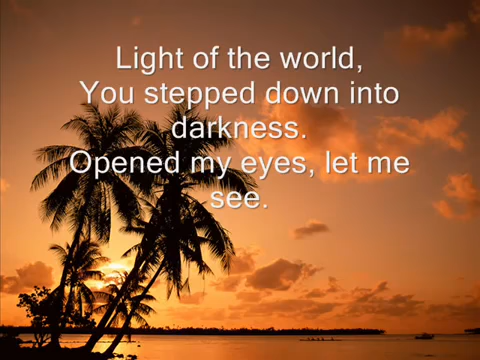 Light of the world,
You stepped down into
darkness.
Opened my eyes, let me
see.